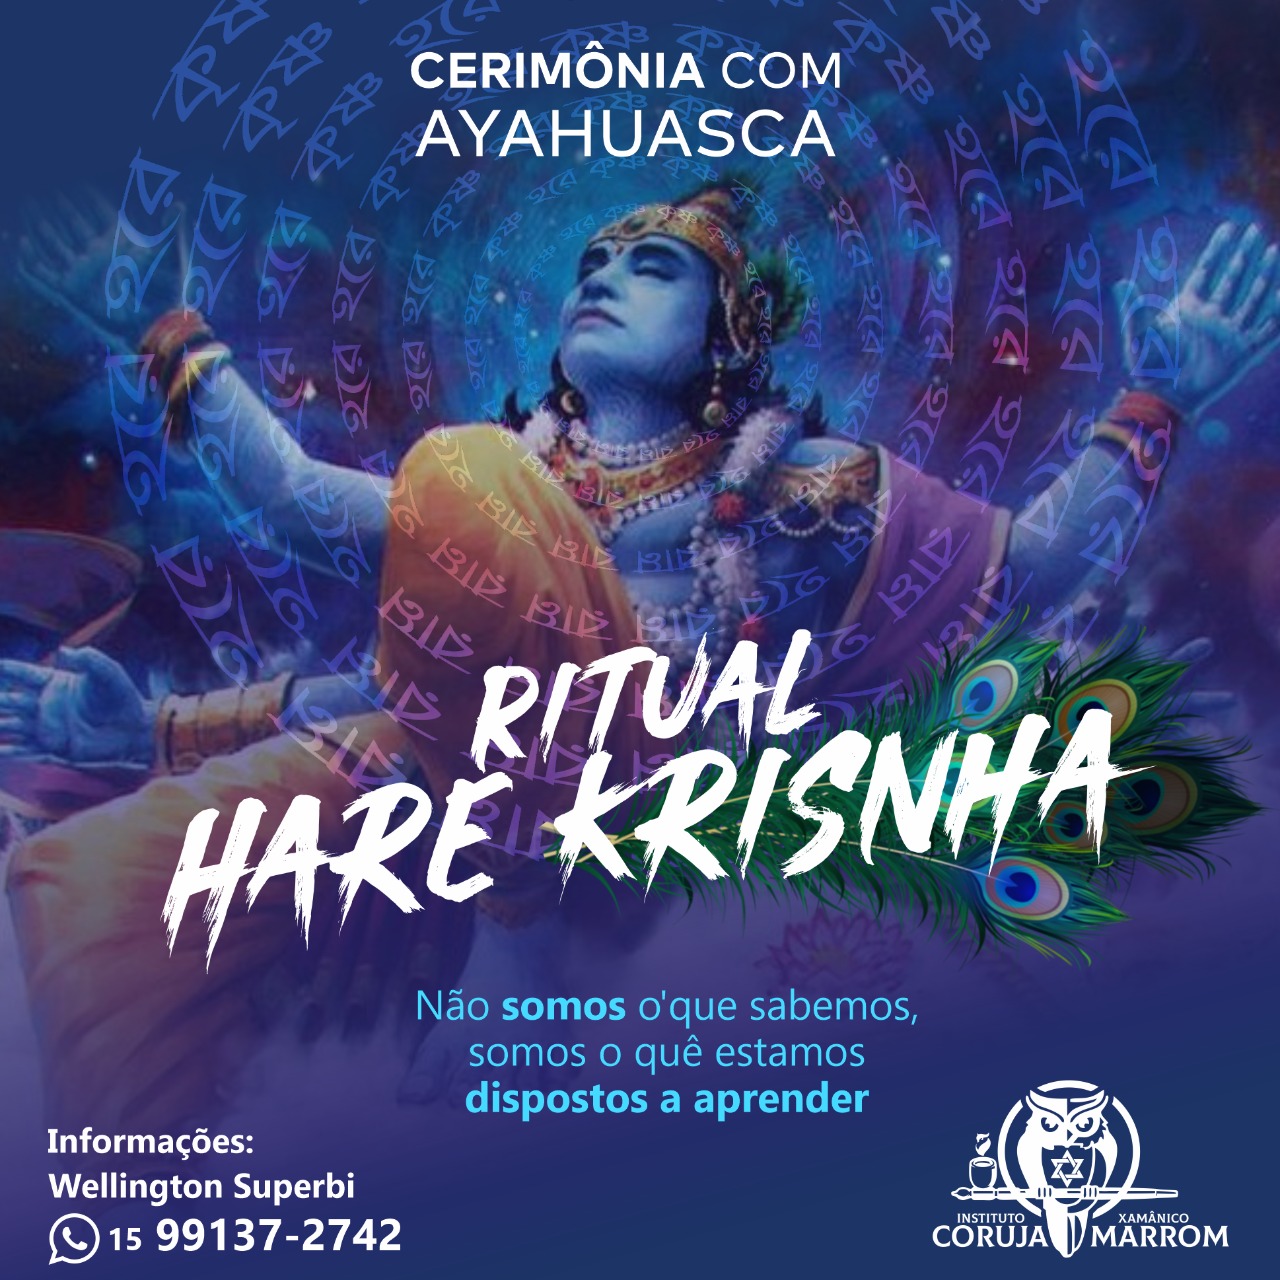 CERIMÔNIA COM
AYAHUASCA
RITUAL
HARE KRISNHA
Não somos o'que sabemos,
somos o quê estamos
dispostos a aprender
Informações:
Wellington Superbi
15 99137-2742
INSTITUTO XAMÂNICO
CORUJA MARROM
হরে
কৃষ্ণ